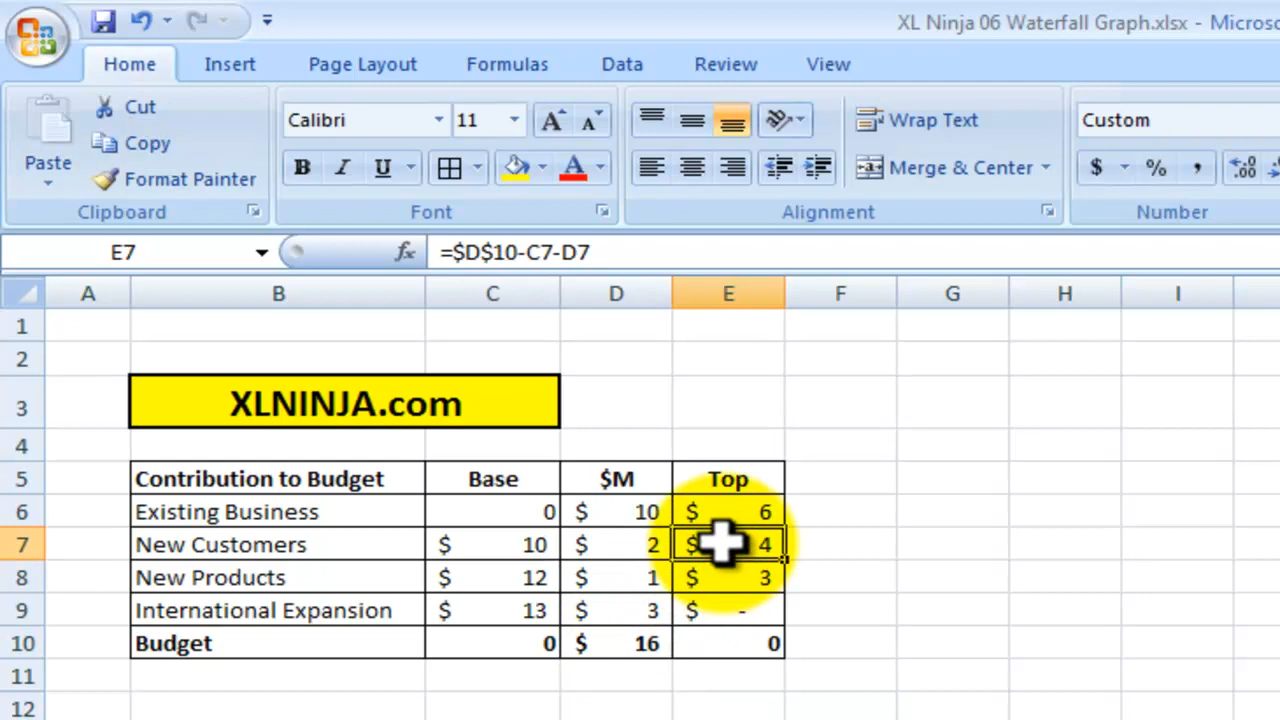 XL Ninja 06 Waterfall Graph.xlsx - Micros
Home Insert Page Layout Formulas Data Review View
Paste Cut Copy Format Painter
Calibri 11
B I U A
Wrap Text
Merge & Center
Custom
$ % , .00
Clipboard Font Alignment Number
E7 fx =$D$10-C7-D7
A B C D E F G H I
1
2
3 XLNINJA.com
4
5 Contribution to Budget Base $M Top
6 Existing Business 0 $ 10 $ 6
7 New Customers $ 10 $ 2 $ 4
8 New Products $ 12 $ 1 $ 3
9 International Expansion $ 13 $ 3 $ -
10 Budget 0 $ 16 0
11
12